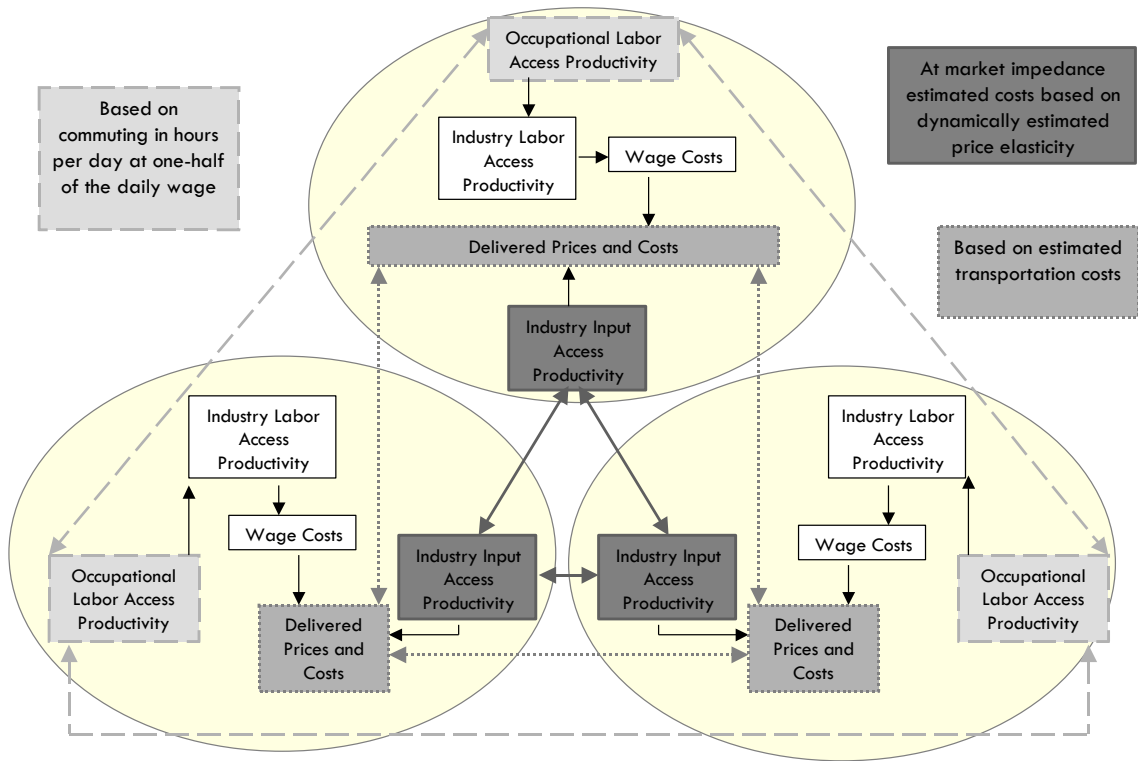 Occupational Labor
Access Productivity
At market impedance
estimated costs based on
dynamically estimated
price elasticity
Based on
commuting in hours
per day at one-half
of the daily wage
Industry Labor
Access
Productivity
Wage Costs
Delivered Prices and Costs
Based on estimated
transportation costs
Industry Input
Access
Productivity
Industry Labor
Access
Productivity
Wage Costs
Occupational
Labor Access
Productivity
Industry Input
Access
Productivity
Delivered
Prices and
Costs
Industry Labor
Access
Productivity
Wage Costs
Industry Input
Access
Productivity
Occupational
Labor Access
Productivity
Delivered
Prices and
Costs